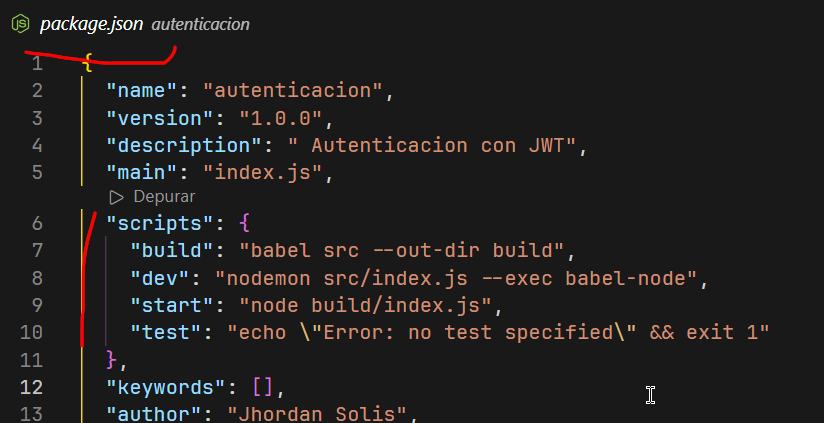 JS package.json autenticacion
1 {
2 "name": "autenticacion",
3 "version": "1.0.0",
4 "description": " Autenticacion con JWT",
5 "main": "index.js",
Depurar
6 "scripts": {
7 "build": "babel src --out-dir build",
8 "dev": "nodemon src/index.js --exec babel-node",
9 "start": "node build/index.js",
10 "test": "echo \"Error: no test specified\" && exit 1"
11 },
12 "keywords": [],
13 "author": "Jhordan Solis",